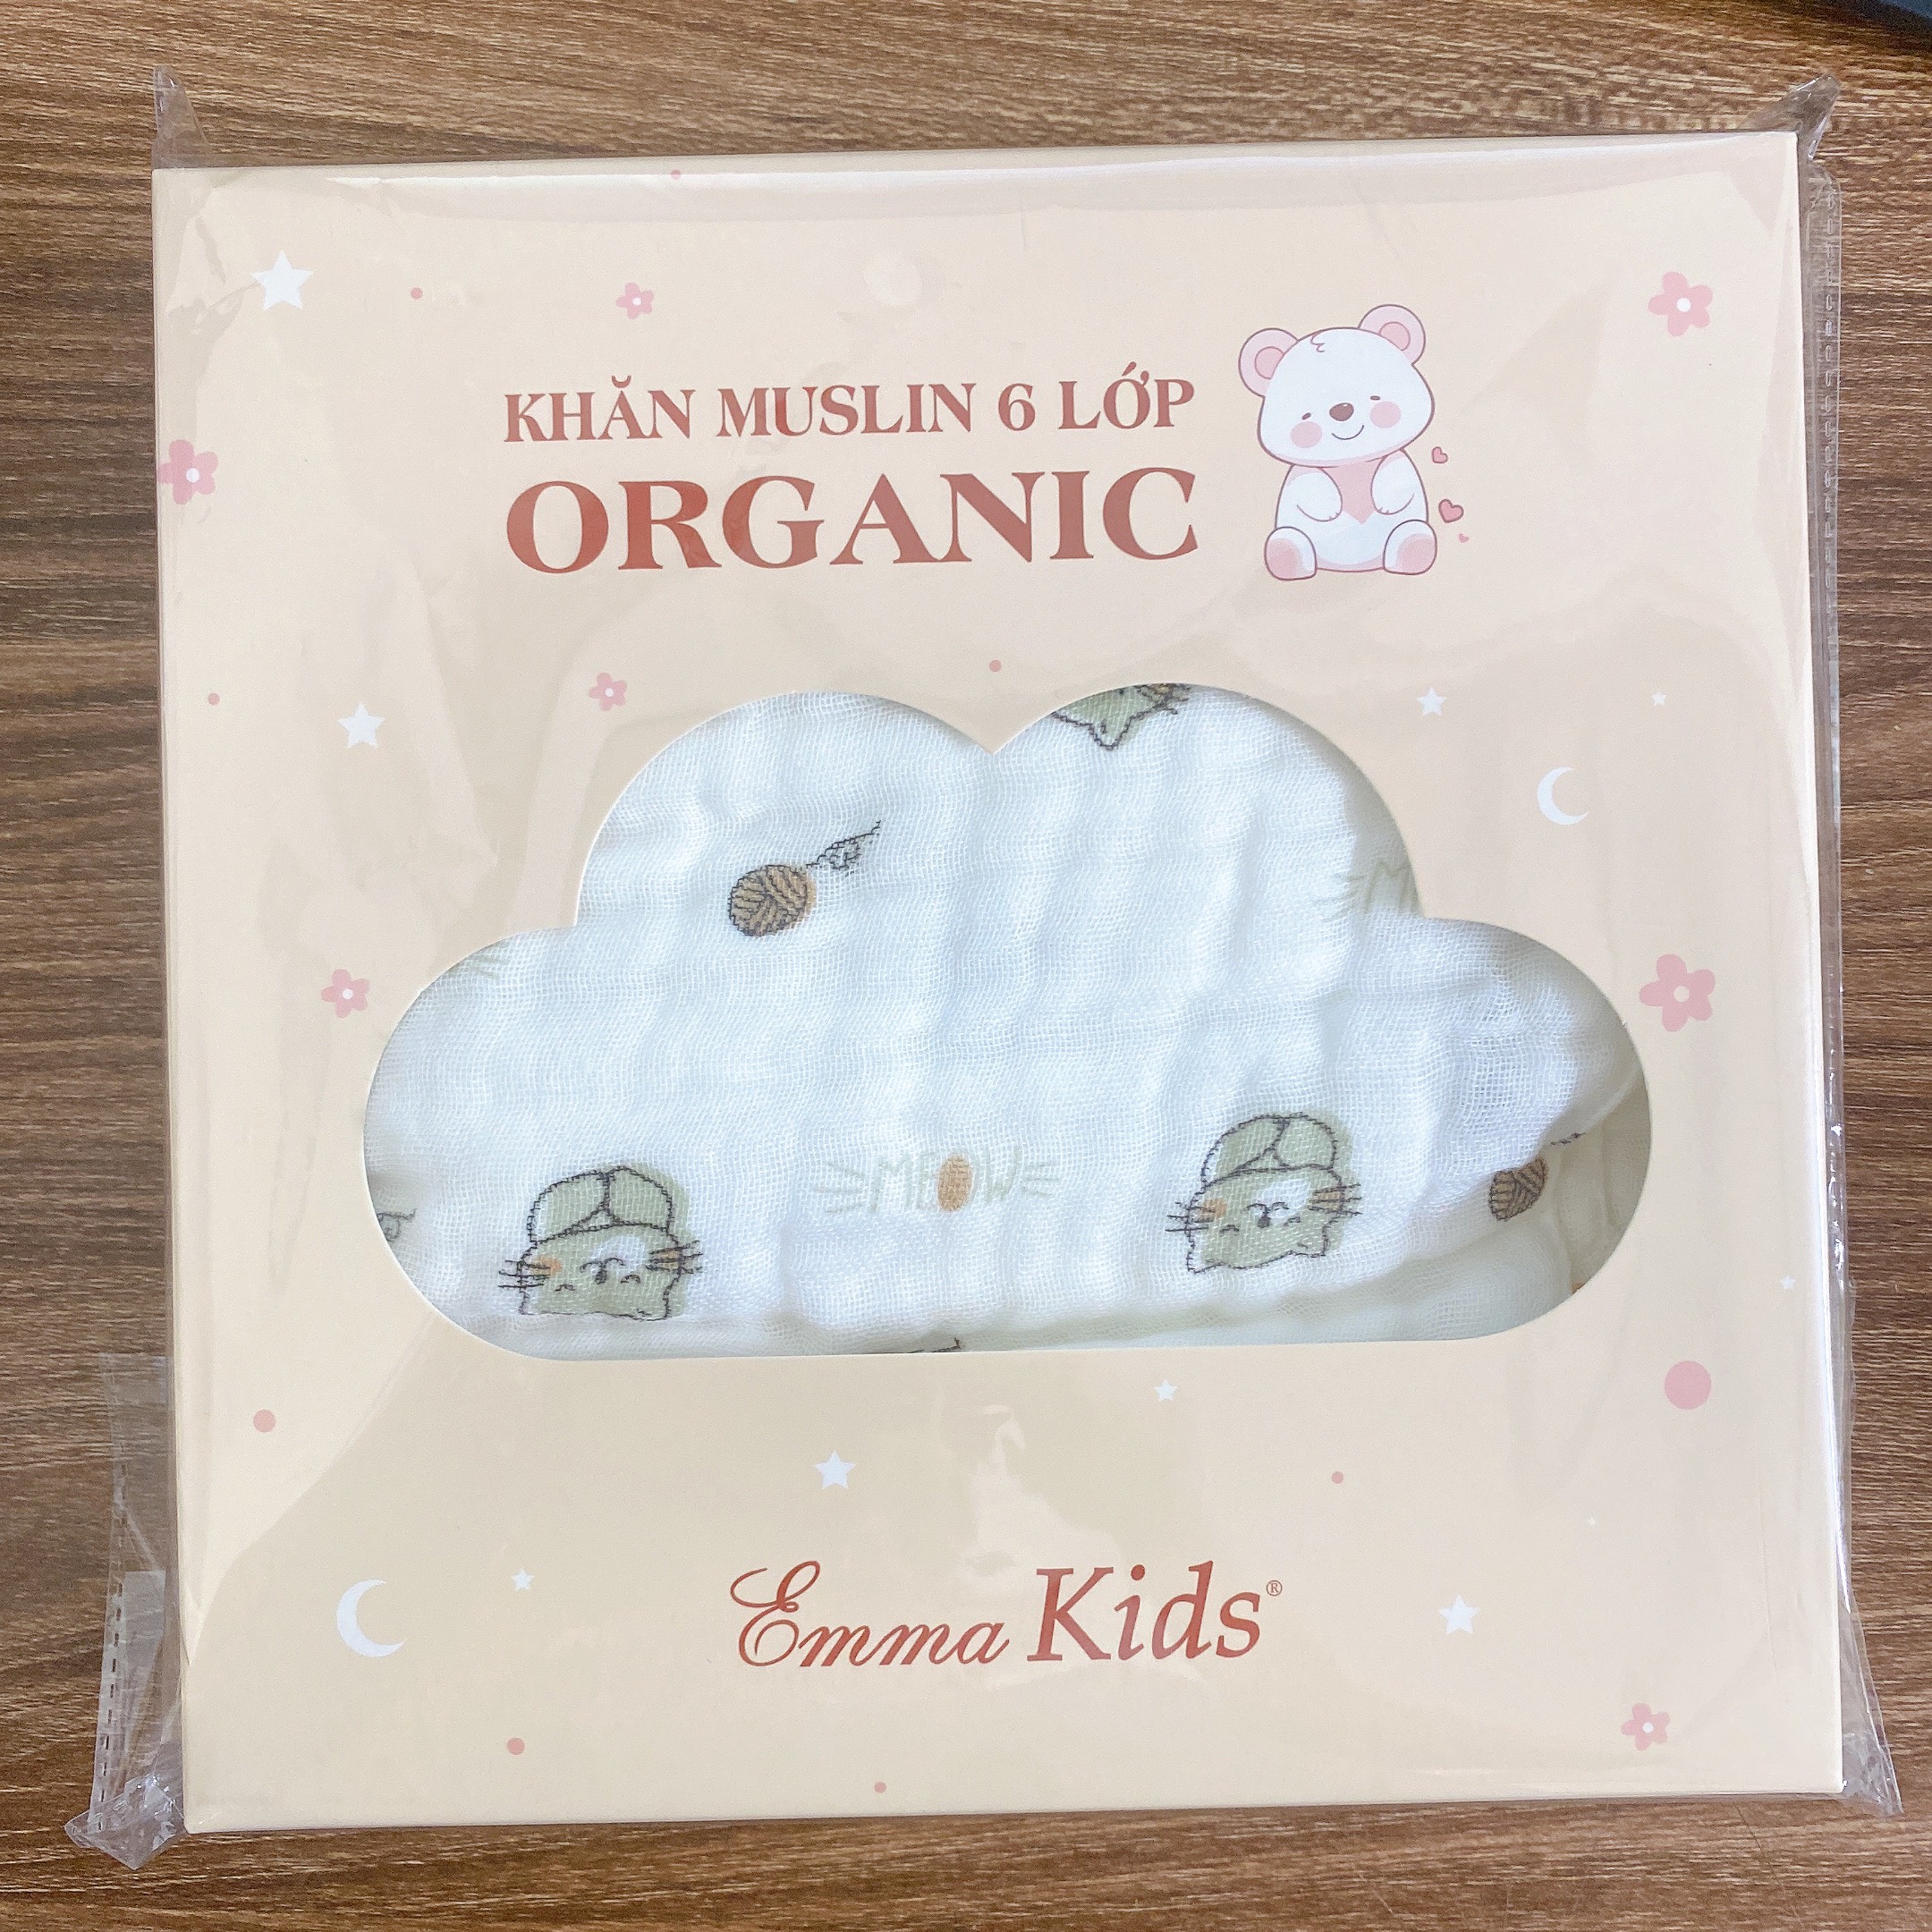 KHĂN MUSLIN 6 LỚP
ORGANIC
MEOW
Emma Kids®